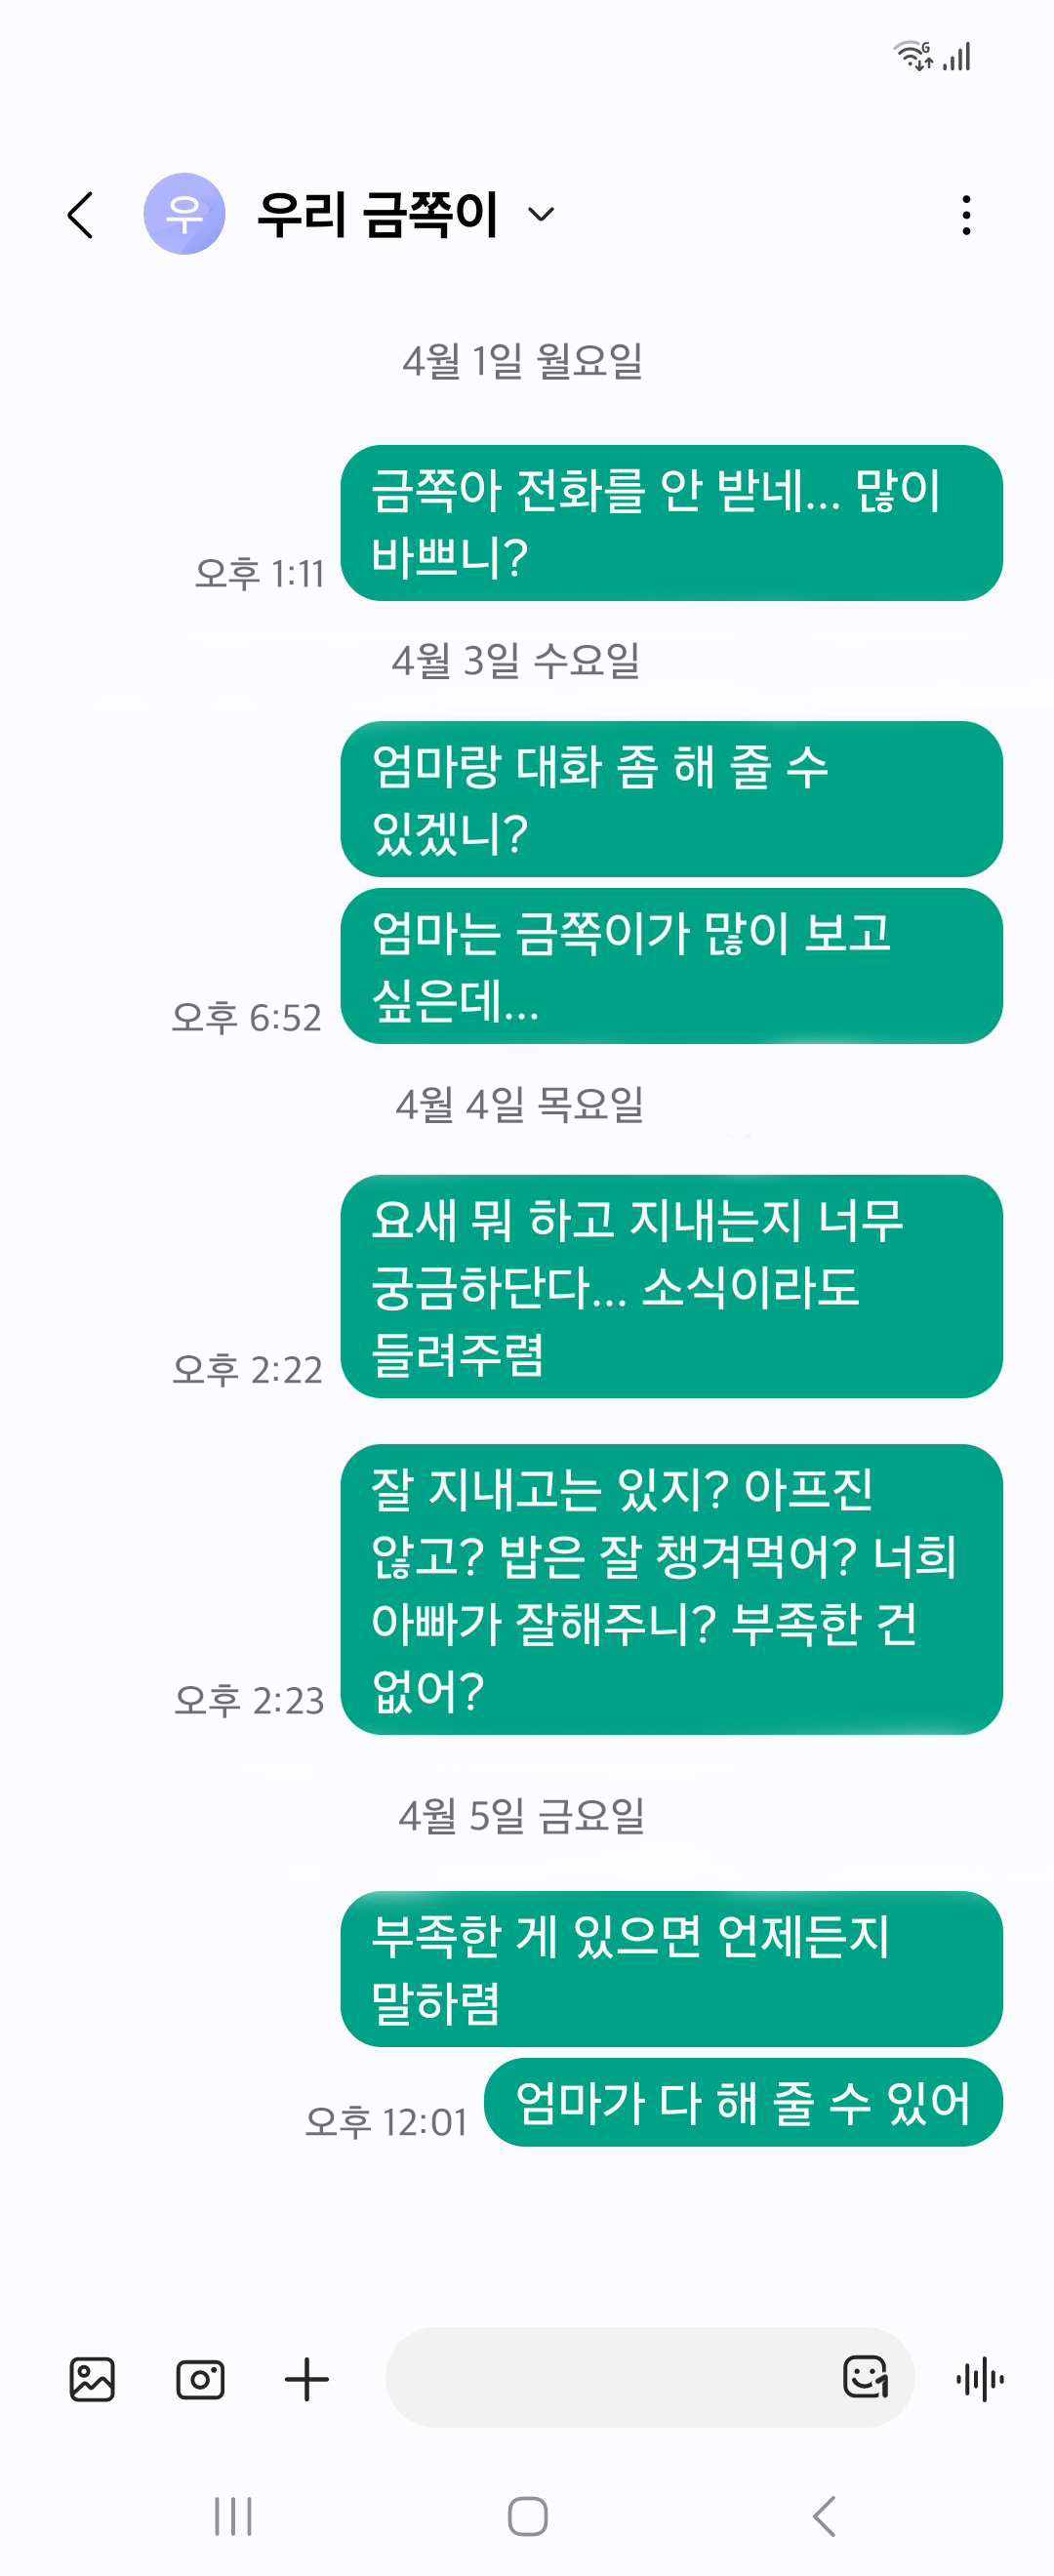 우 우리 금쪽이
4월 1일 월요일
금쪽아 전화를 안 받네... 많이
바쁘니?
오후 1:11
4월 3일 수요일
엄마랑 대화 좀 해 줄 수
있겠니?
엄마는 금쪽이가 많이 보고
싶은데...
오후 6:52
4월 4일 목요일
요새 뭐 하고 지내는지 너무
궁금하단다... 소식이라도
들려주렴
오후 2:22
잘 지내고는 있지? 아프진
않고? 밥은 잘 챙겨먹어? 너희
아빠가 잘해주니? 부족한 건
없어?
오후 2:23
4월 5일 금요일
부족한 게 있으면 언제든지
말하렴
엄마가 다 해 줄 수 있어
오후 12:01